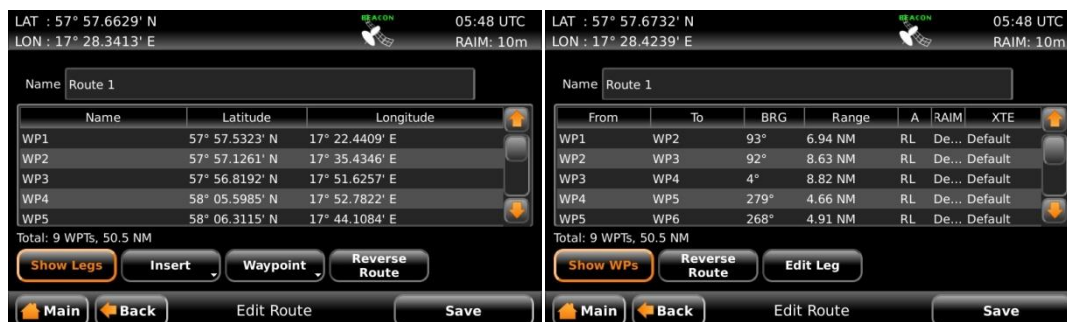 LAT : 57° 57.6629' N
BEACON
05:48 UTC
LON : 17° 28.3413' E
RAIM: 10m
Name Route 1
Name Latitude Longitude
WP1 57° 57.5323' N 17° 22.4409' E
WP2 57° 57.1261' N 17° 35.4346' E
WP3 57° 56.8192' N 17° 51.6257' E
WP4 58° 05.5985' N 17° 52.7822' E
WP5 58° 06.3115' N 17° 44.1084' E
Total: 9 WPTs, 50.5 NM
Show Legs Insert Waypoint Reverse
Route
Main Back Edit Route Save
LAT : 57° 57.6732' N
BEACON
05:48 UTC
LON : 17° 28.4239' E
RAIM: 10m
Name Route 1
From To BRG Range A RAIM XTE
WP1 WP2 93° 6.94 NM RL De... Default
WP2 WP3 92° 8.63 NM RL De... Default
WP3 WP4 4° 8.82 NM RL De... Default
WP4 WP5 279° 4.66 NM RL De... Default
WP5 WP6 268° 4.91 NM RL De... Default
Total: 9 WPTs, 50.5 NM
Show WPs Reverse
Route Edit Leg
Main Back Edit Route Save